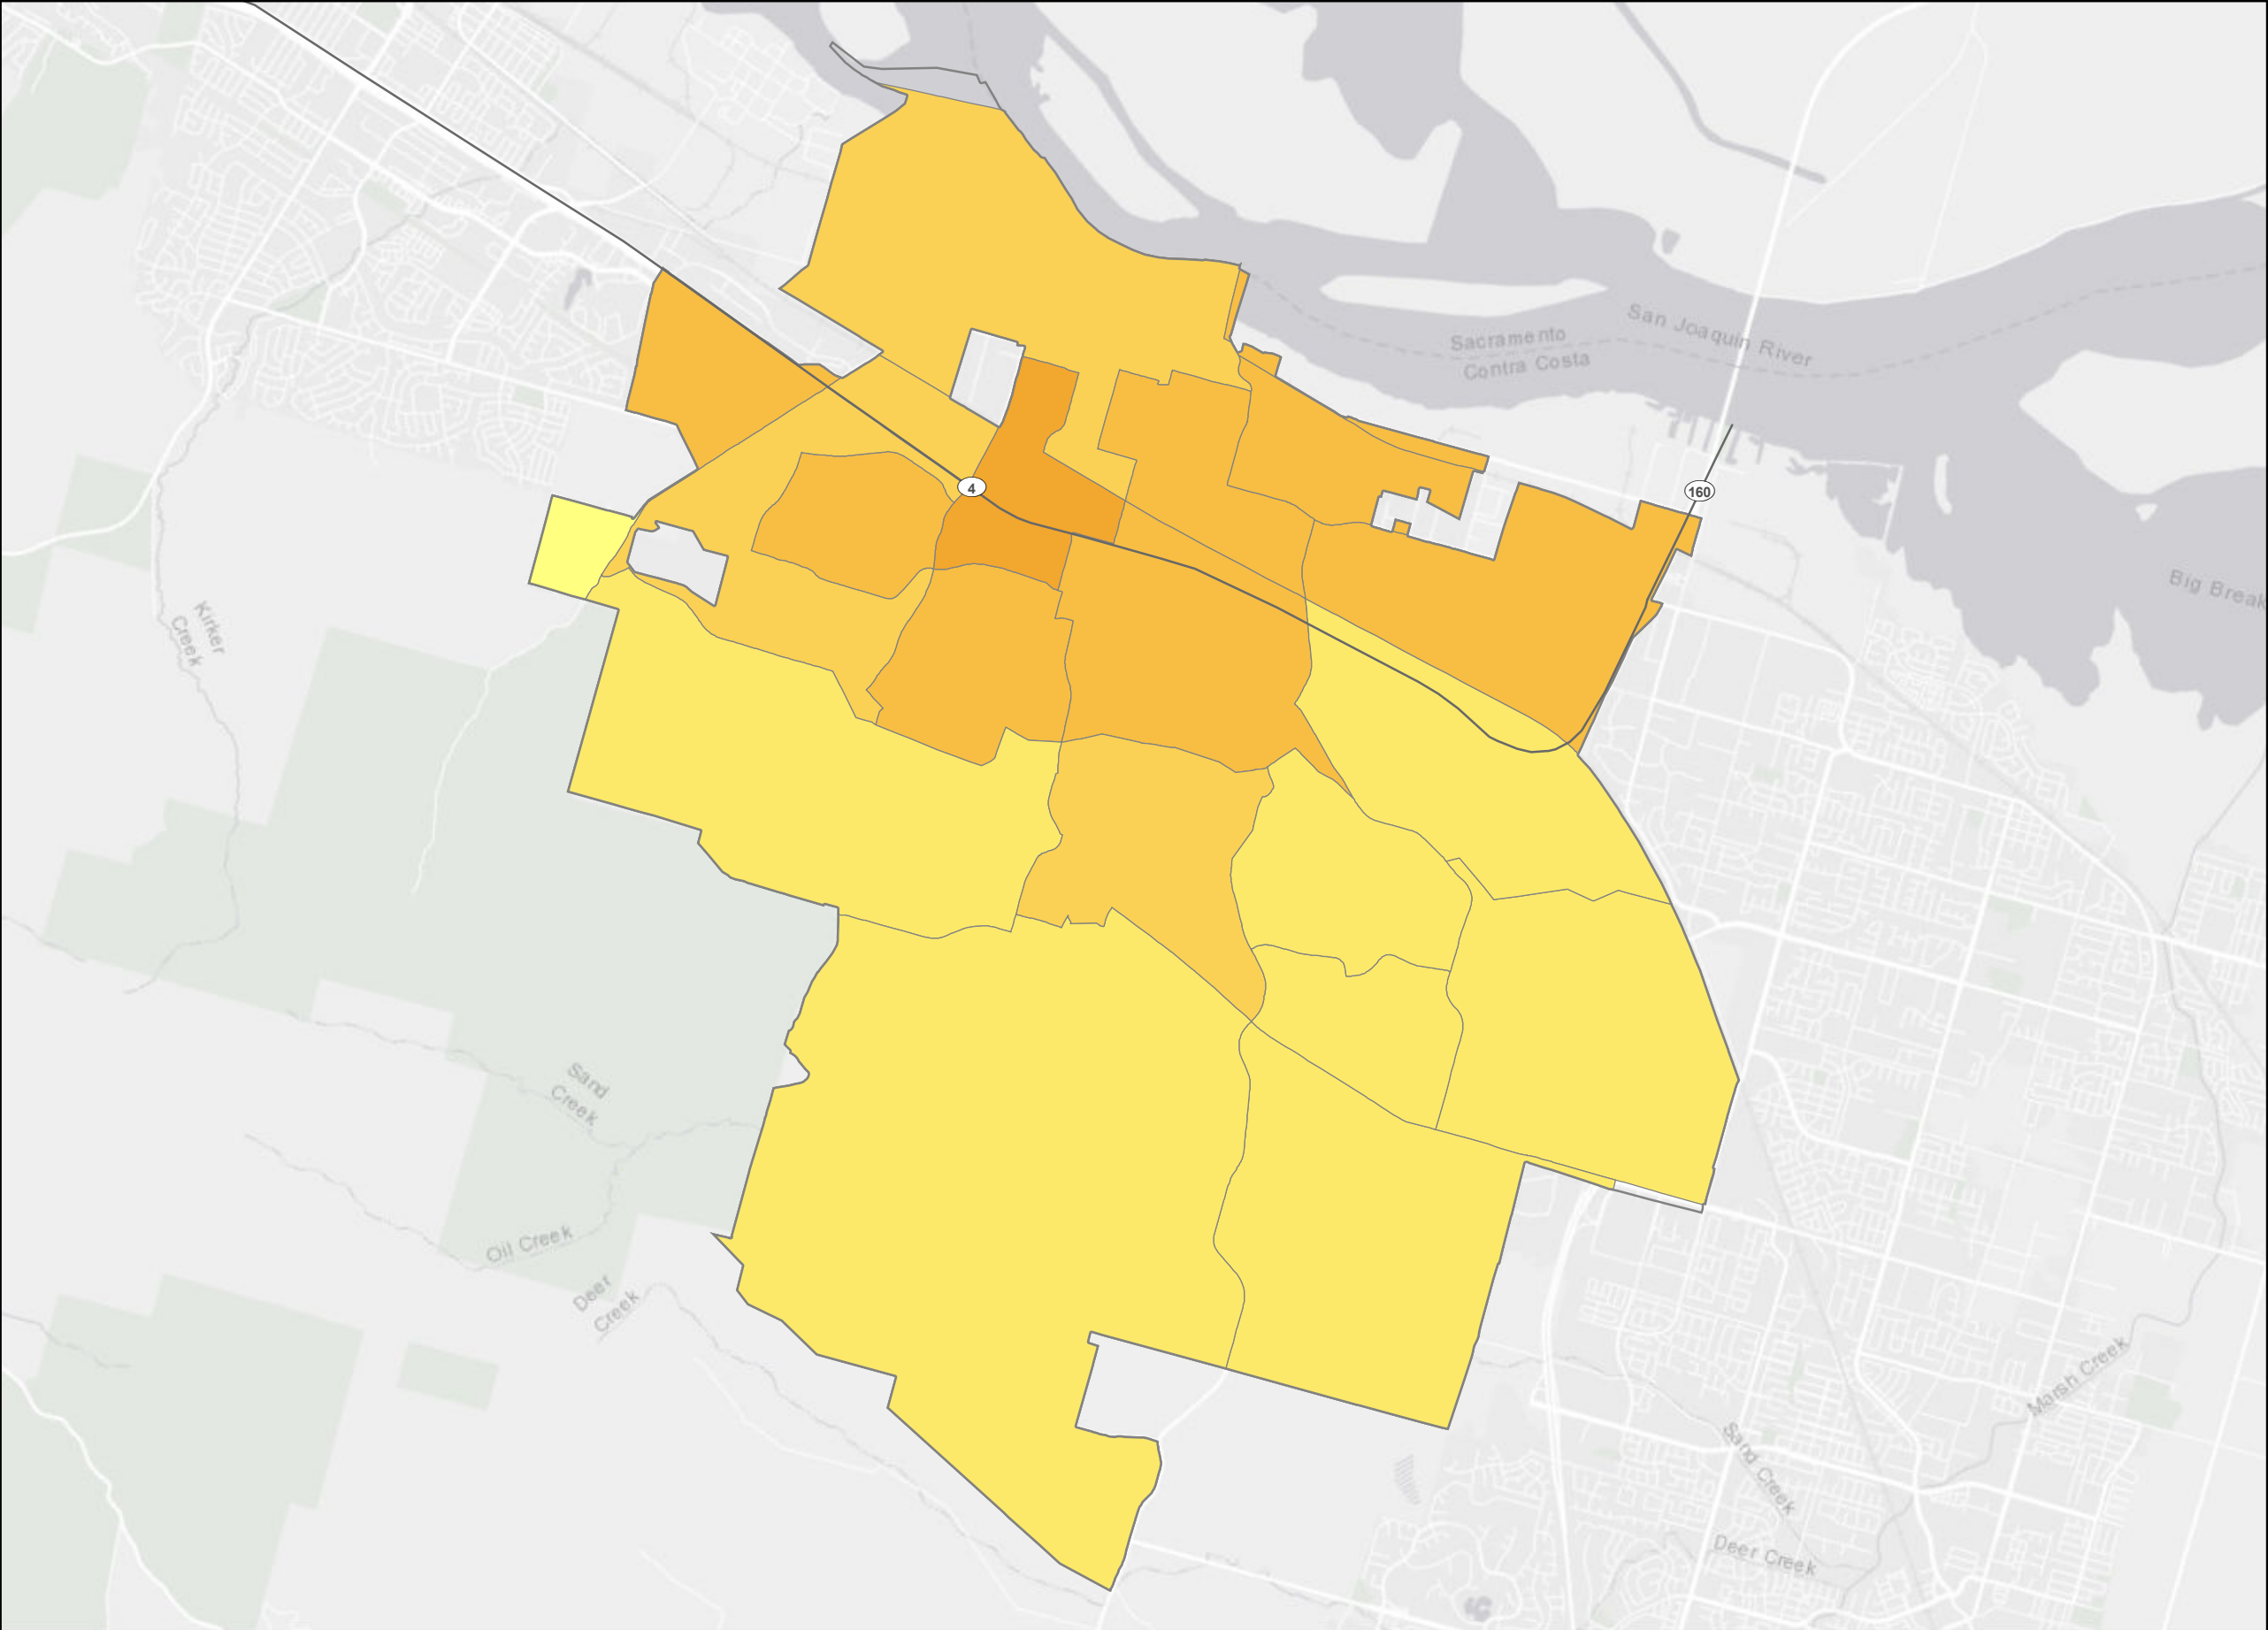 Sacramento
Contra Costa
San Joaquin River
4
160
Big Break
Kirker
Creek
Sand
Creek
Oil Creek
Deer
Creek
Marsh Creek
Sand Creek
Deer Creek